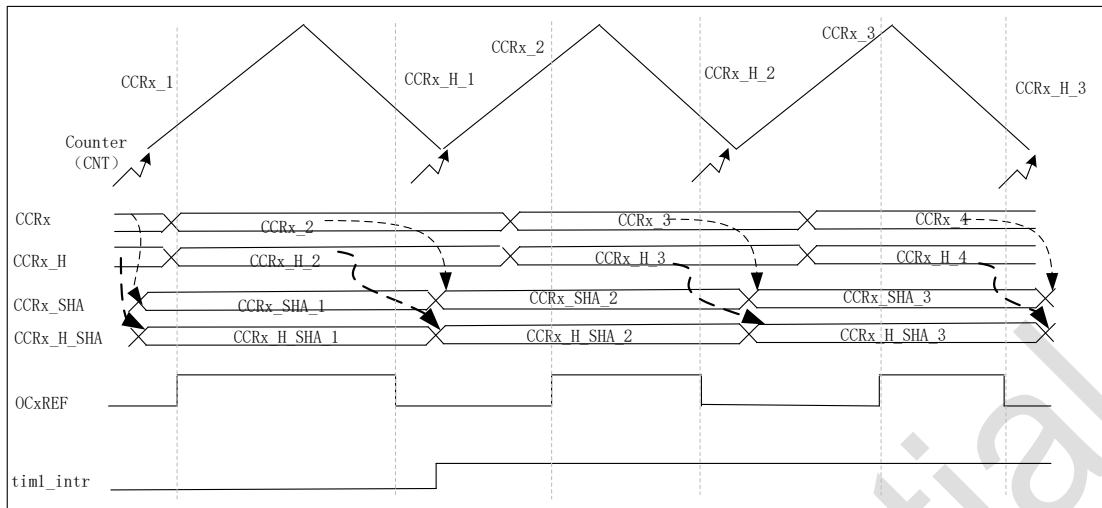 CCRx_1
CCRx_H_1
CCRx_2
CCRx_H_2
CCRx_3
CCRx_H_3
Counter
(CNT)
CCRx
CCRx_2
CCRx_3
CCRx_4
CCRx_H
CCRx_H_2
CCRx_H_3
CCRx_H_4
CCRx_SHA
CCRx_SHA_1
CCRx_SHA_2
CCRx_SHA_3
CCRx_H_SHA
CCRx_H_SHA_1
CCRx_H_SHA_2
CCRx_H_SHA_3
OCxREF
tim1_intr